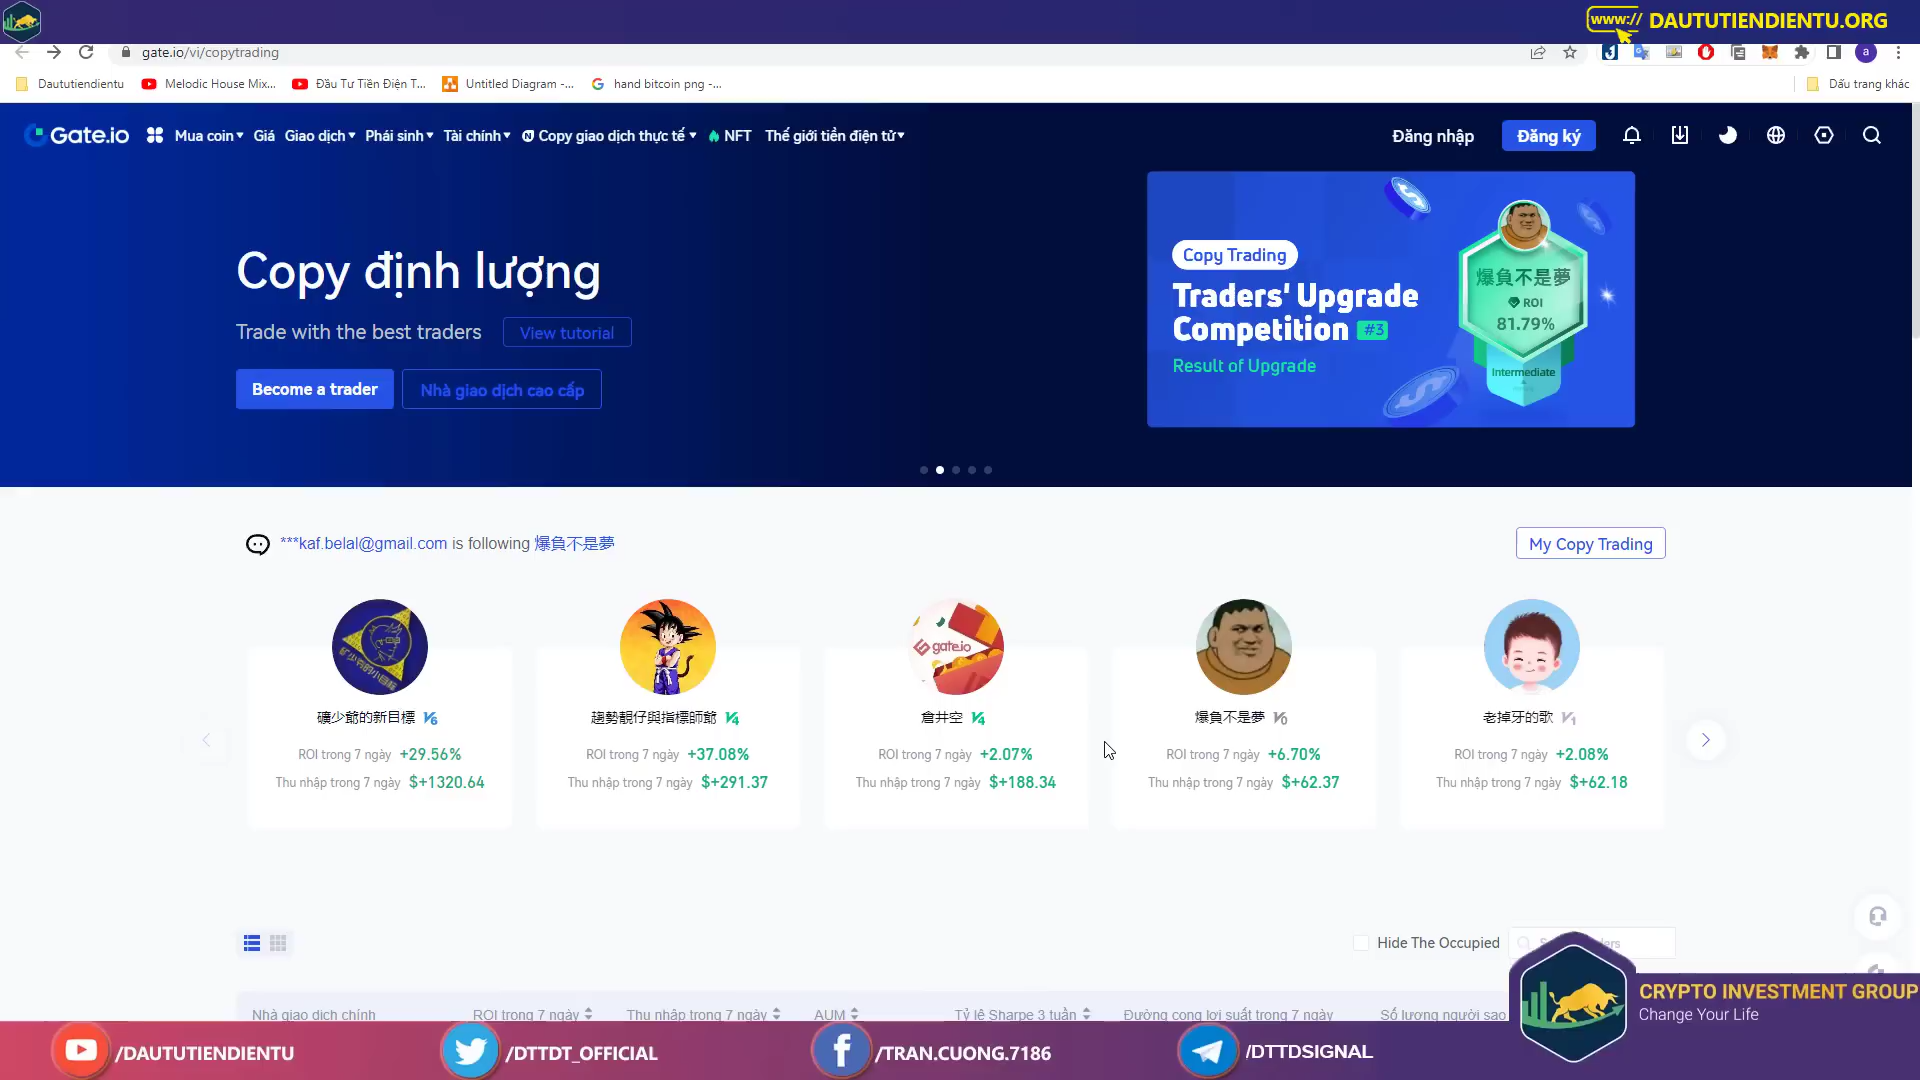 www://
DAUTUTIENDIENTU.ORG
gate.io/vi/copytrading
a
Dautututiendientu
Melodic House Mix...
Đầu Tư Tiền Điện T...
Untitled Diagram -...
hand bitcoin png -...
Dấu trang khác
Gate.io
Mua coin
Giá
Giao dịch
Phái sinh
Tài chính
Copy giao dịch thực tế
NFT
Thế giới tiền điện tử
Đăng nhập
Đăng ký
Copy định lượng
Trade with the best traders
View tutorial
Become a trader
Nhà giao dịch cao cấp
Copy Trading
Traders' Upgrade
Competition #3
Result of Upgrade
爆負不是夢
ROI
81.79%
Intermediate
***kaf.belal@gmail.com is following 爆負不是夢
My Copy Trading
gate.io
礦少爺的新目標 V6
ROI trong 7 ngày +29.56%
Thu nhập trong 7 ngày $+1320.64
趨勢靚仔與指標師爺 V4
ROI trong 7 ngày +37.08%
Thu nhập trong 7 ngày $+291.37
倉井空 V4
ROI trong 7 ngày +2.07%
Thu nhập trong 7 ngày $+188.34
爆負不是夢 V6
ROI trong 7 ngày +6.70%
Thu nhập trong 7 ngày $+62.37
老掉牙的歌 V1
ROI trong 7 ngày +2.08%
Thu nhập trong 7 ngày $+62.18
Hide The Occupied
Nhà giao dịch chính
ROI trong 7 ngày
Thu nhập trong 7 ngày
AUM
Tỷ lệ Sharpe 3 tuần
Đường cong lợi suất trong 7 ngày
Số lượng người sao
CRYPTO INVESTMENT GROUP
Change Your Life
/DAUTUTIENDIENTU
/DTTDT_OFFICIAL
/TRAN.CUONG.7186
/DTTDSIGNAL